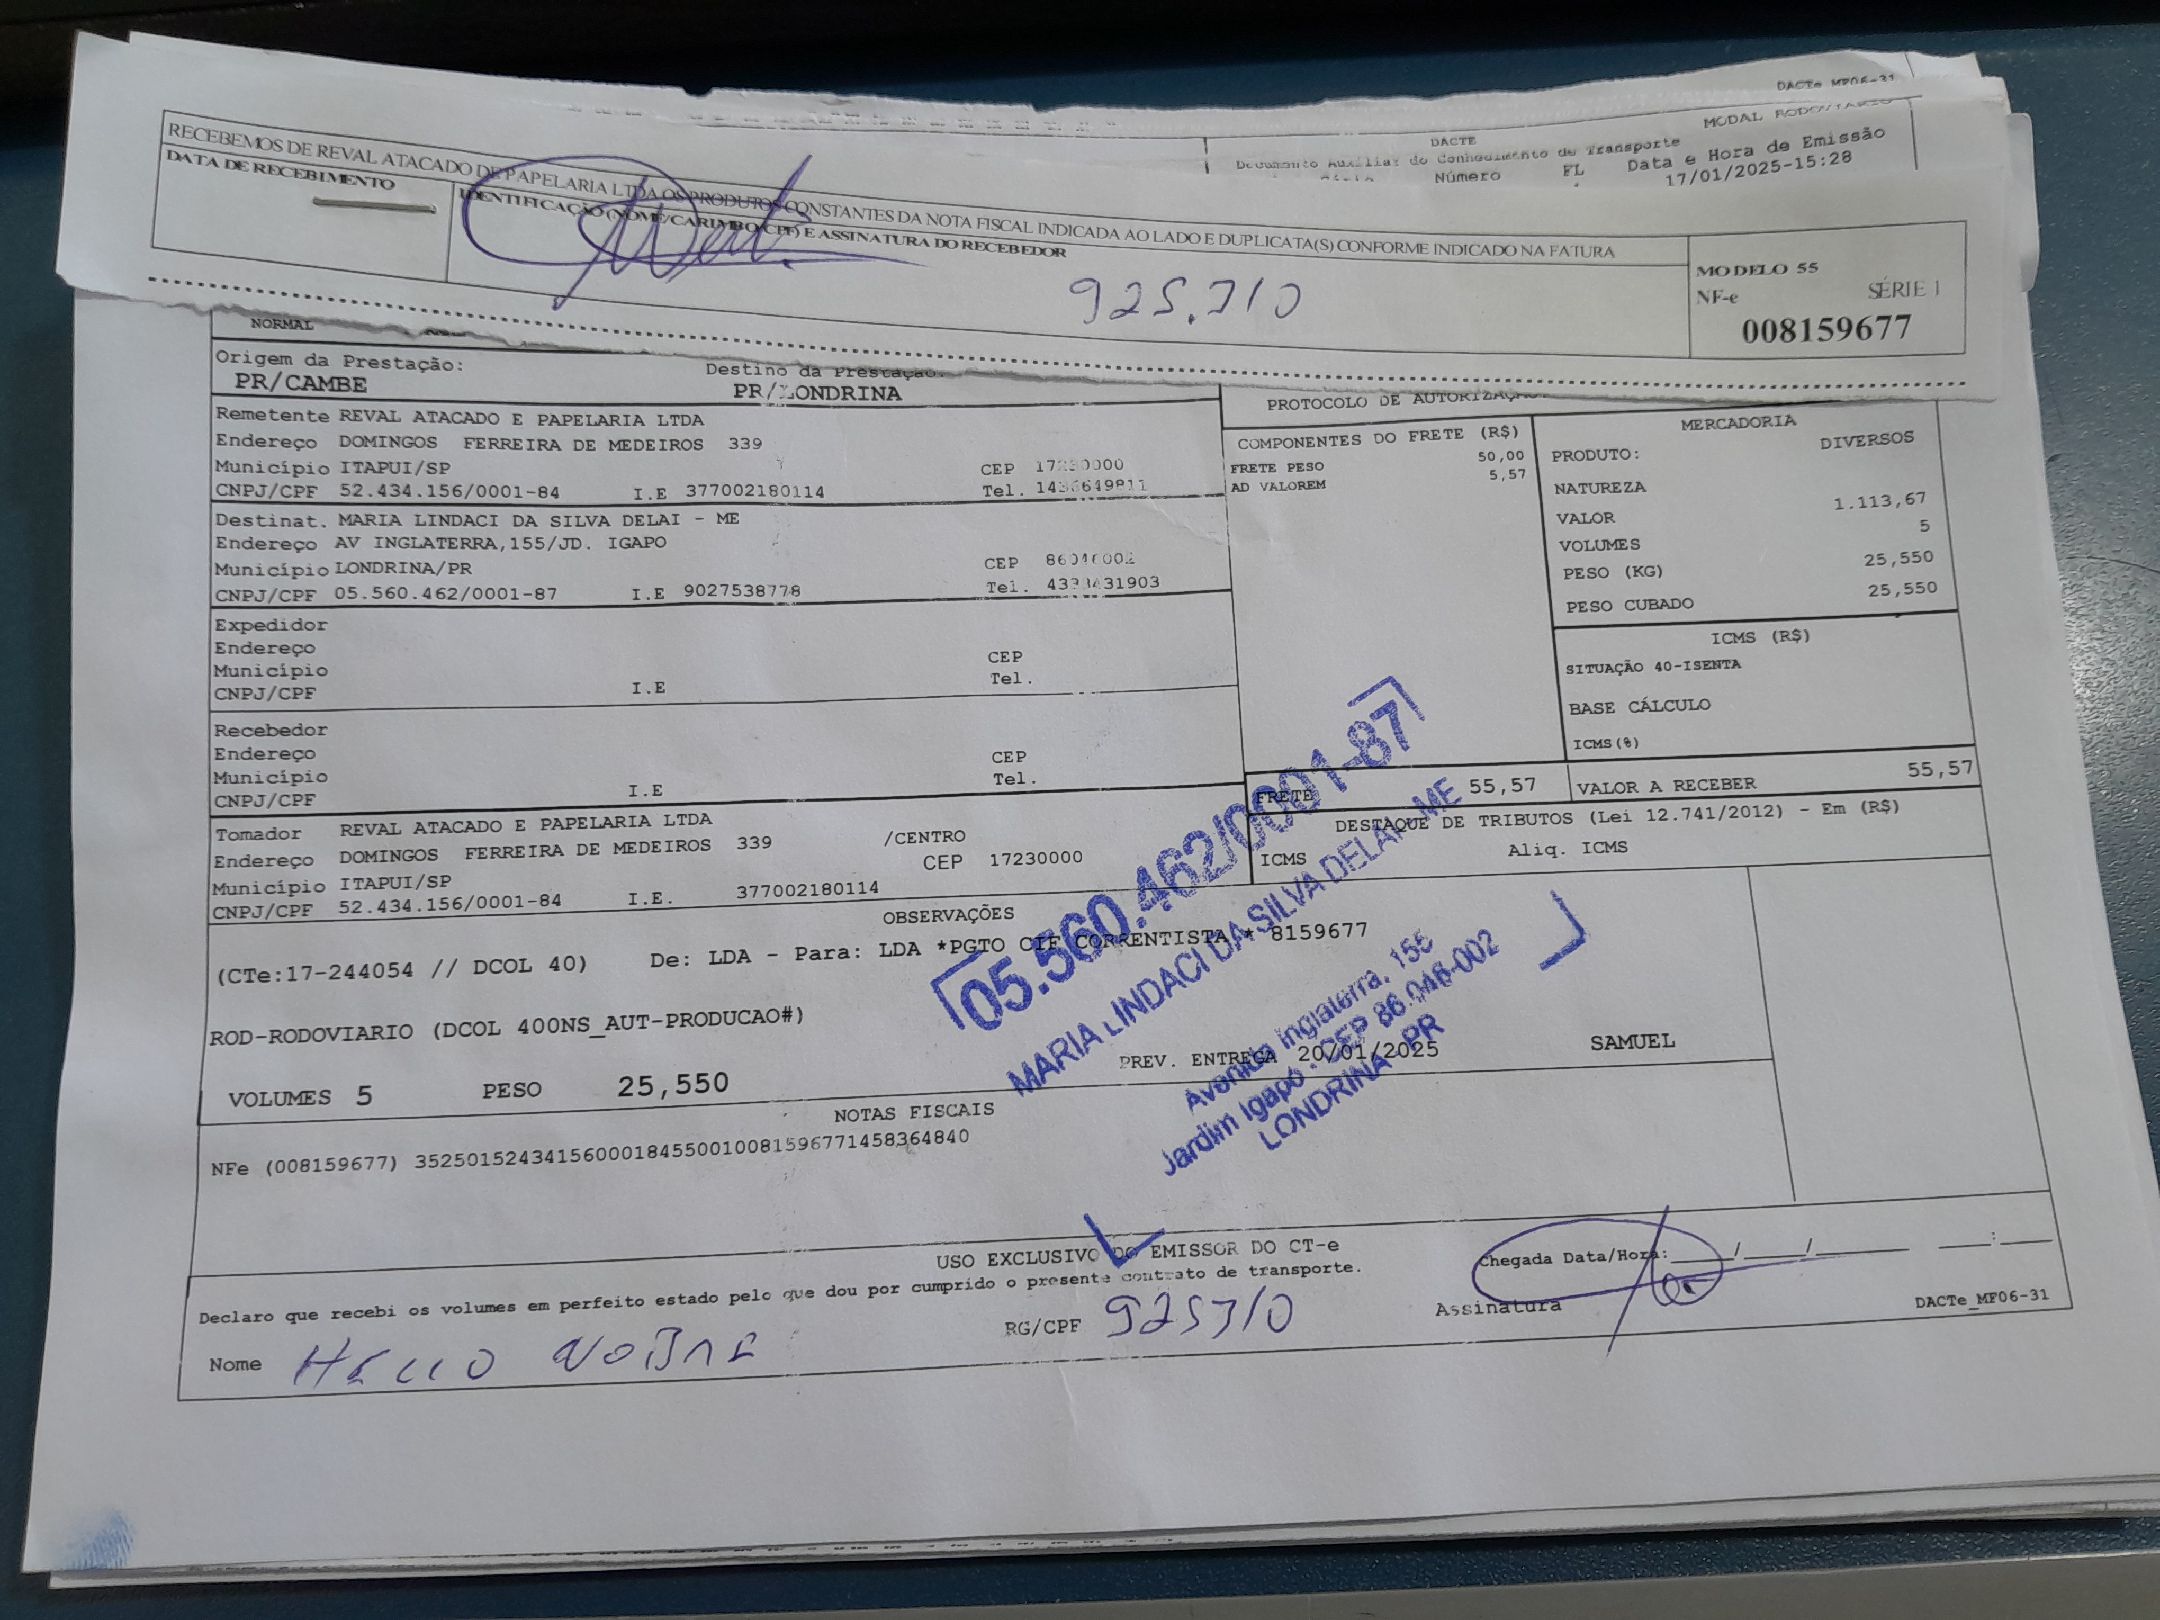 DACTe MF06-31
MODAL RODOVIARIO
DACTE
Documento Auxiliar do Conhecimento de Transporte
Número FL Data e Hora de Emissão
17/01/2025-15:28
RECEBEMOS DE REVAL ATACADO DE PAPELARIA LTDA OS PRODUTOS CONSTANTES DA NOTA FISCAL INDICADA AO LADO E DUPLICATA(S) CONFORME INDICADO NA FATURA
DATA DE RECEBIMENTO
IDENTIFICAÇÃO (NOME/CARIMBO/CPF) E ASSINATURA DO RECEBEDOR
925.310
MODELO 55
NF-e SÉRIE 1
008159677
NORMAL
Origem da Prestação: Destino da Prestação:
PR/CAMBE PR/LONDRINA
Remetente REVAL ATACADO E PAPELARIA LTDA
Endereço DOMINGOS FERREIRA DE MEDEIROS 339
Município ITAPUI/SP CEP 17230000
CNPJ/CPF 52.434.156/0001-84 I.E 377002180114 Tel.
Destinat. MARIA LINDACI DA SILVA DELAI - ME
Endereço AV INGLATERRA,155/JD. IGAPO
Município LONDRINA/PR CEP 86046002
CNPJ/CPF 05.560.462/0001-87 I.E 9027538778 Tel.
Expedidor
Endereço
Município CEP
CNPJ/CPF I.E Tel.
Recebedor
Endereço
Município CEP
CNPJ/CPF I.E Tel.
Tomador REVAL ATACADO E PAPELARIA LTDA
Endereço DOMINGOS FERREIRA DE MEDEIROS 339 /CENTRO
Município ITAPUI/SP CEP 17230000
CNPJ/CPF 52.434.156/0001-84 I.E. 377002180114
PROTOCOLO DE AUTORIZAÇÃO
COMPONENTES DO FRETE (R$)
FRETE PESO 50,00
AD VALOREM 5,57
MERCADORIA
PRODUTO: DIVERSOS
NATUREZA
VALOR 1.113,67
VOLUMES 5
PESO (KG) 25,550
PESO CUBADO 25,550
ICMS (R$)
SITUAÇÃO 40-ISENTA
BASE CÁLCULO
ICMS(%)
FRETE 55,57 VALOR A RECEBER 55,57
DESTAQUE DE TRIBUTOS (Lei 12.741/2012) - Em (R$)
ICMS Aliq. ICMS
OBSERVAÇÕES
(CTe:17-244054 // DCOL 40) De: LDA - Para: LDA *PGTO CIF CORRENTISTA * 8159677
ROD-RODOVIARIO (DCOL 400NS_AUT-PRODUCAO#)
PREV. ENTREGA 20/01/2025 SAMUEL
VOLUMES 5 PESO 25,550
05.560.462/0001-87
MARIA LINDACI DA SILVA DELAI - ME
Avenida Inglaterra, 155
Jardim Igapó - CEP 86.046-002
LONDRINA - PR
NOTAS FISCAIS
NFe (008159677) 35250152434156000184550010081596771458364840
USO EXCLUSIVO DO EMISSOR DO CT-e
Declaro que recebi os volumes em perfeito estado pelo que dou por cumprido o presente contrato de transporte.
Chegada Data/Hora: ____/____/______ ___:___
Nome HELIO NOBRE RG/CPF 925310 Assinatura
DACTe_MF06-31